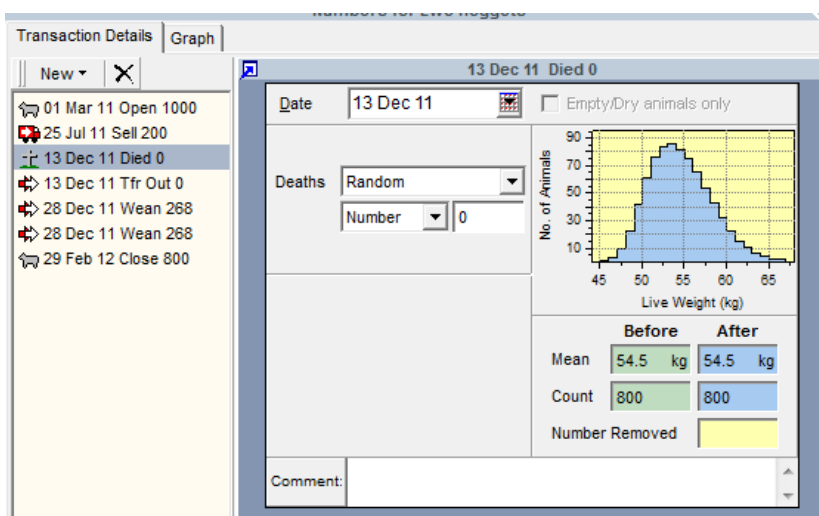 Numbers for Ewe hoggets
Transaction Details Graph
New
13 Dec 11 Died 0
01 Mar 11 Open 1000
25 Jul 11 Sell 200
13 Dec 11 Died 0
13 Dec 11 Tfr Out 0
28 Dec 11 Wean 268
28 Dec 11 Wean 268
29 Feb 12 Close 800
Date 13 Dec 11 Empty/Dry animals only
Deaths Random
Number 0
No. of Animals
90
70
50
30
10
45 50 55 60 65
Live Weight (kg)
Before After
Mean 54.5 kg 54.5 kg
Count 800 800
Number Removed
Comment: